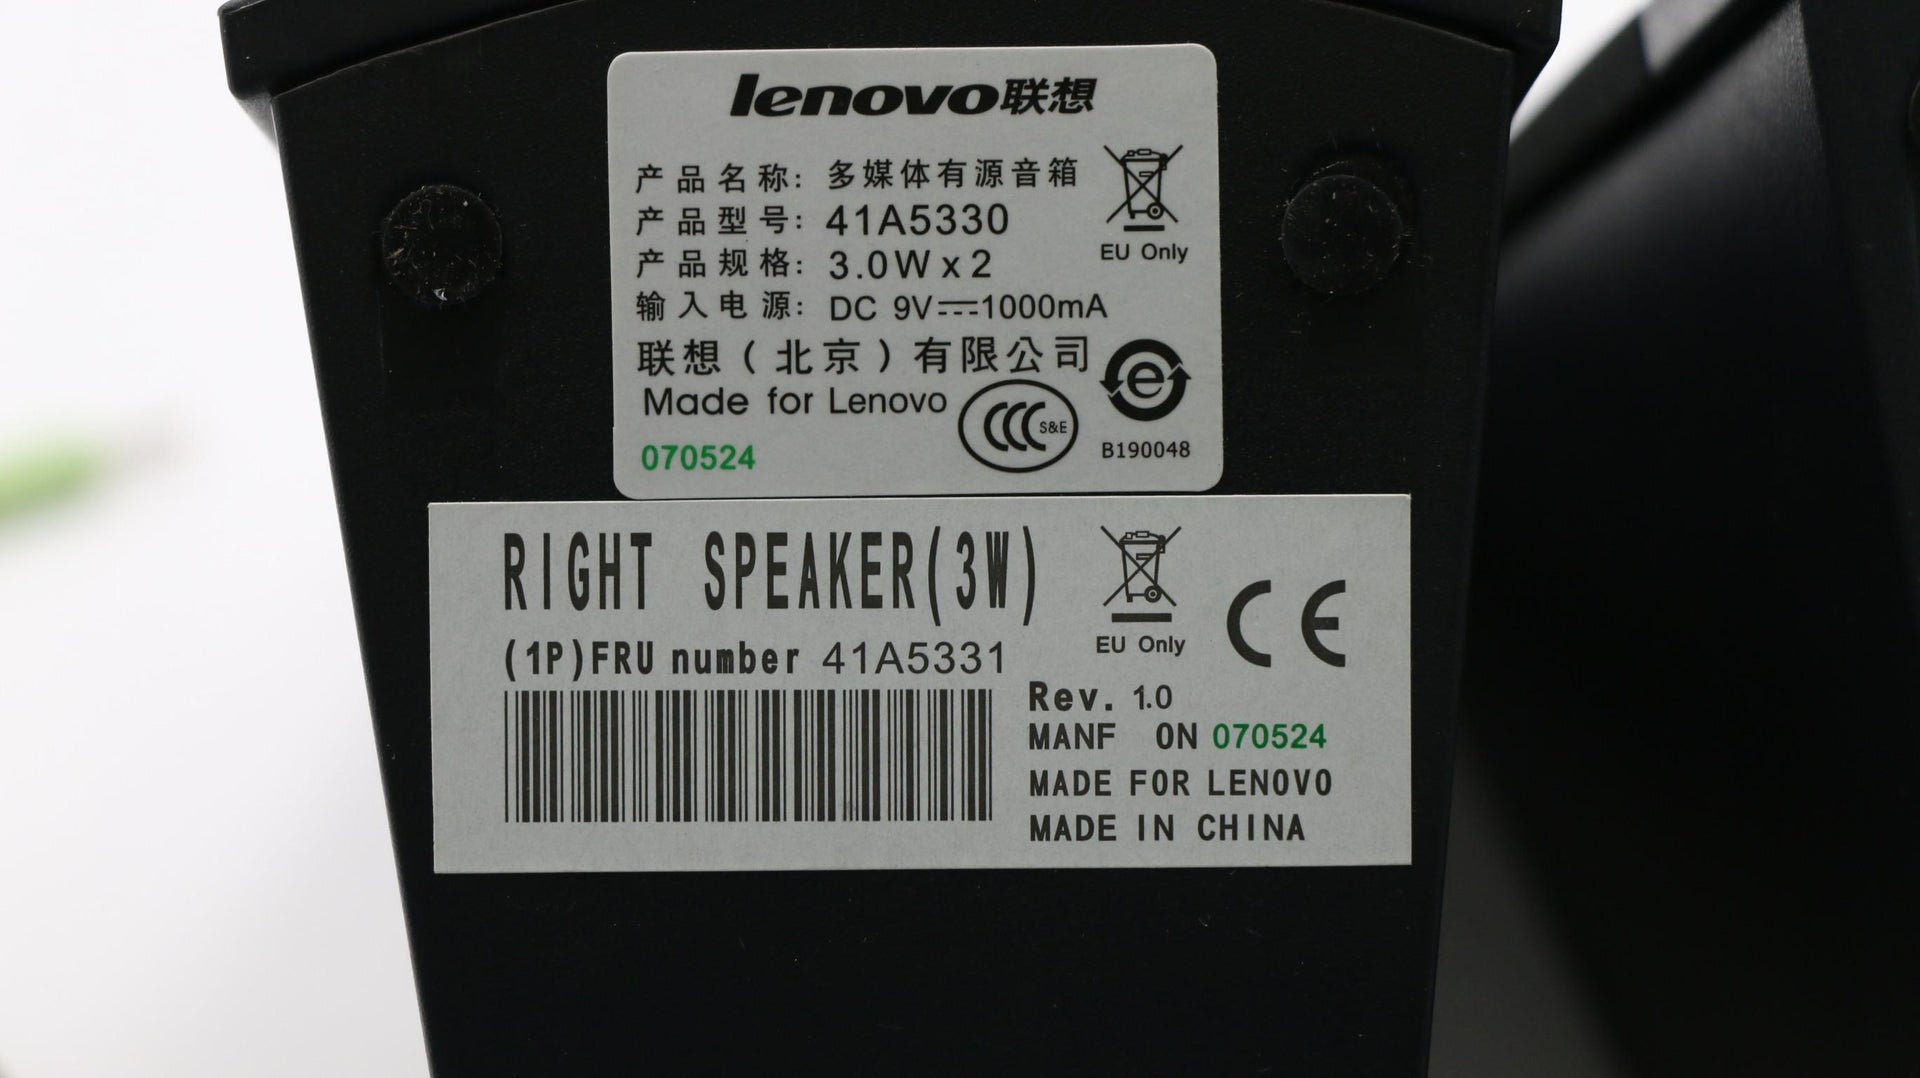 lenovo联想
产品名称：多媒体有源音箱
产品型号：41A5330
产品规格：3.0W x 2
输入电源：DC 9V⎓1000mA
EU Only
联想（北京）有限公司
Made for Lenovo
070524
CCC S&E
e
B190048
RIGHT SPEAKER(3W)
(1P)FRU number 41A5331
EU Only
CE
Rev. 1.0
MANF ON 070524
MADE FOR LENOVO
MADE IN CHINA